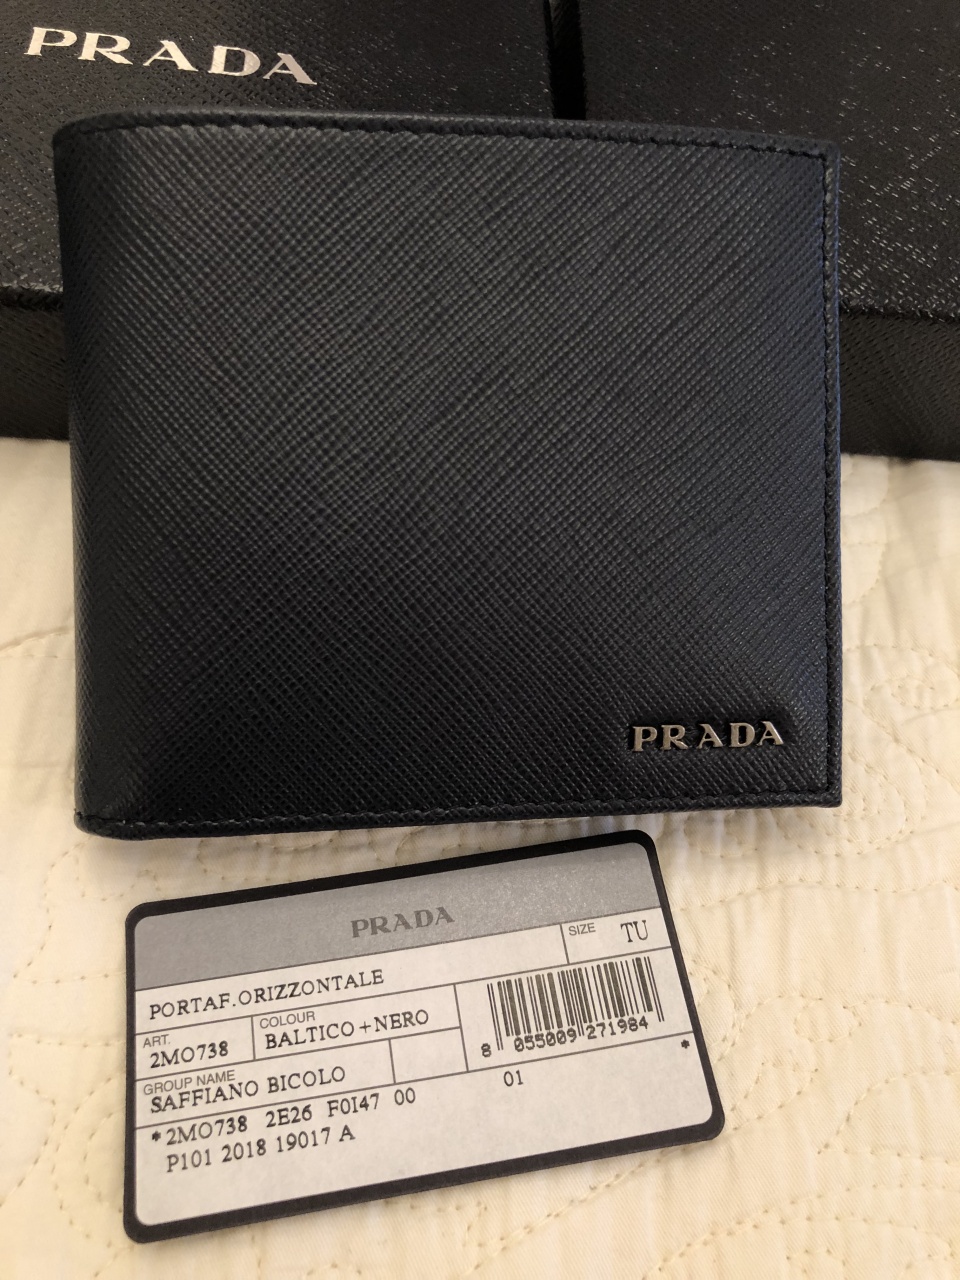 PRADA
PRADA
PRADA
SIZE TU
PORTAF.ORIZZONTALE
ART. 2MO738
COLOUR BALTICO+NERO
8 055009 271984
GROUP NAME
SAFFIANO BICOLO
*
*2MO738 2E26 F0I47 00 01
P101 2018 19017 A